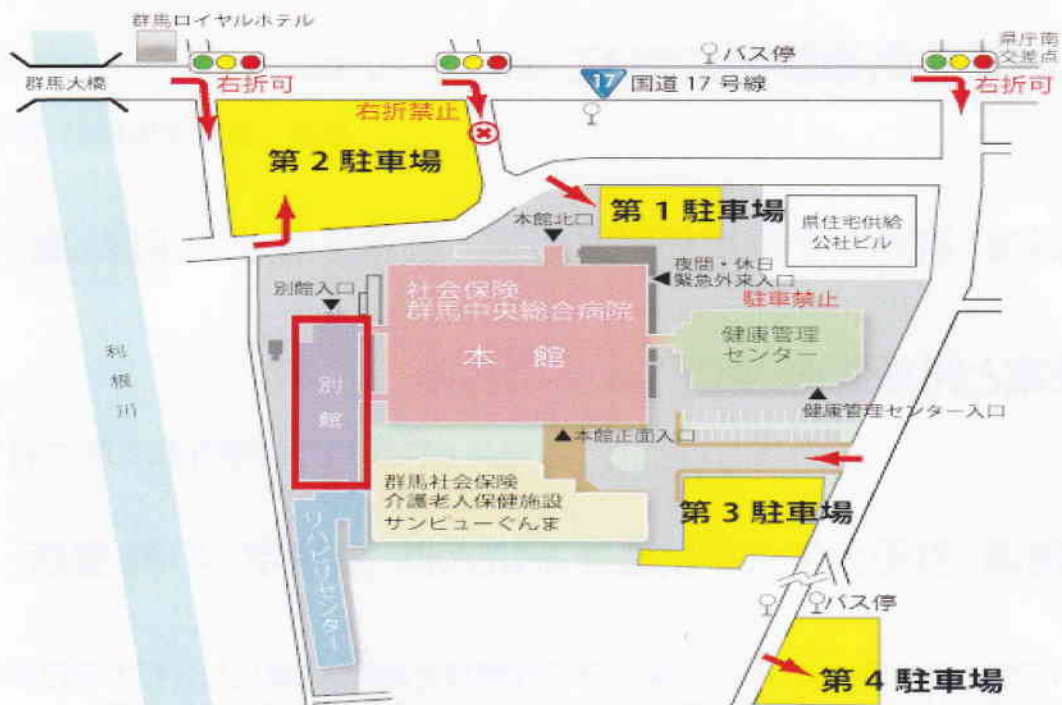 群馬ロイヤルホテル
群馬大橋
右折可
右折禁止
バス停
17
国道17号線
県庁南
交差点
右折可
第2駐車場
第1駐車場
本館北口
県住宅供給
公社ビル
夜間・休日
緊急外来入口
駐車禁止
別館入口
社会保険
群馬中央総合病院
本館
健康管理
センター
利根川
別館
健康管理センター入口
本館正面入口
群馬社会保険
介護老人保健施設
サンビューぐんま
第3駐車場
リハビリセンター
バス停
第4駐車場